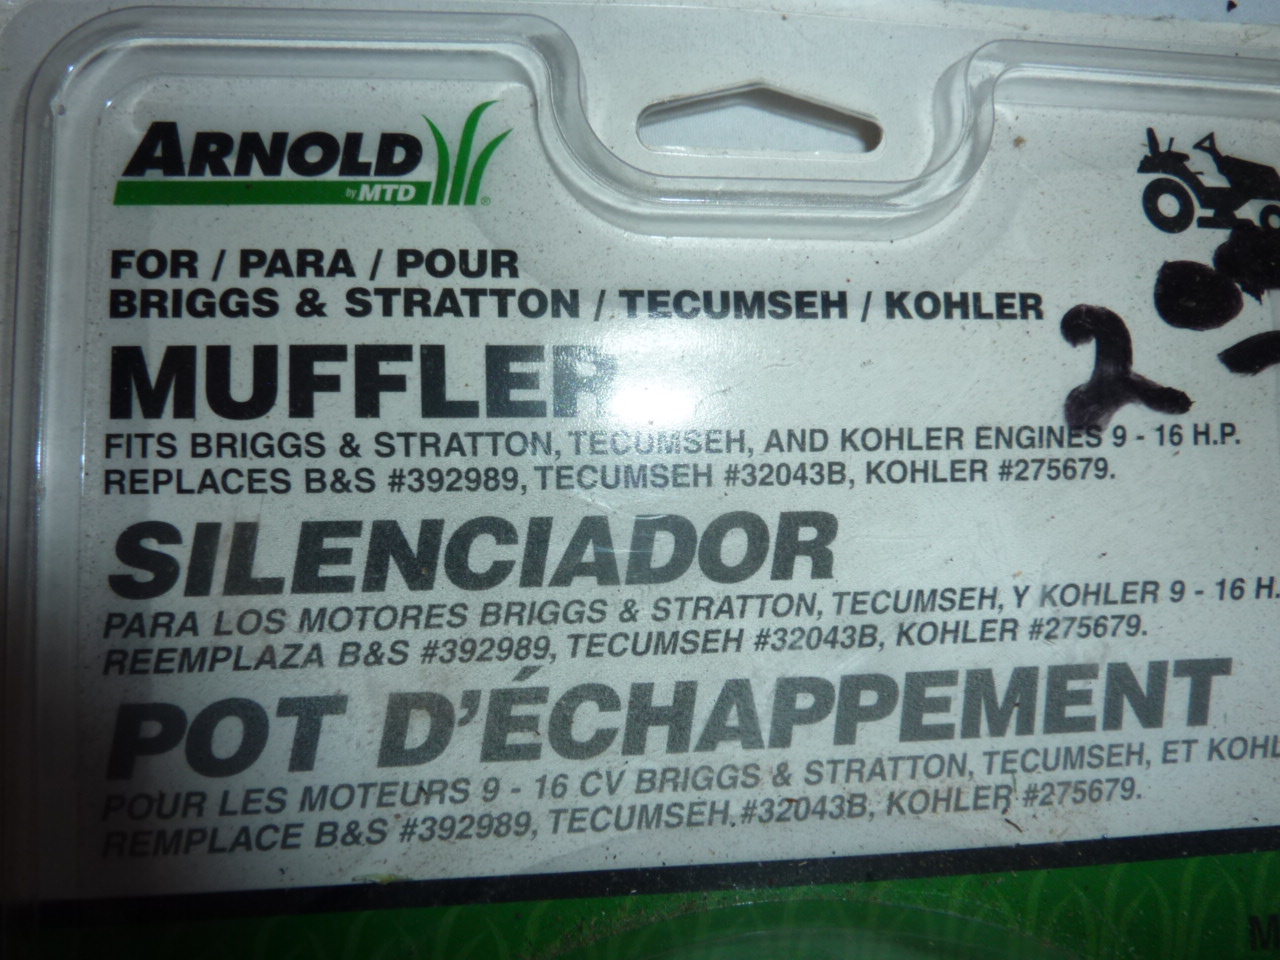 ARNOLD
by MTD
FOR / PARA / POUR
BRIGGS & STRATTON / TECUMSEH / KOHLER
MUFFLER
FITS BRIGGS & STRATTON, TECUMSEH, AND KOHLER ENGINES 9 - 16 H.P.
REPLACES B&S #392989, TECUMSEH #32043B, KOHLER #275679.
SILENCIADOR
PARA LOS MOTORES BRIGGS & STRATTON, TECUMSEH, Y KOHLER 9 - 16 H.
REEMPLAZA B&S #392989, TECUMSEH #32043B, KOHLER #275679.
POT D'ÉCHAPPEMENT
POUR LES MOTEURS 9 - 16 CV BRIGGS & STRATTON, TECUMSEH, ET KOHL
REMPLACE B&S #392989, TECUMSEH #32043B, KOHLER #275679.